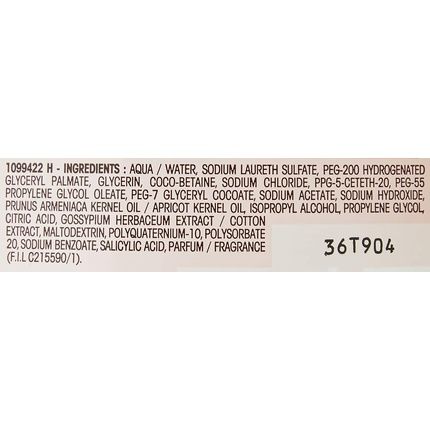 1099422 H - INGREDIENTS : AQUA / WATER, SODIUM LAURETH SULFATE, PEG-200 HYDROGENATED
GLYCERYL PALMATE, GLYCERIN, COCO-BETAINE, SODIUM CHLORIDE, PPG-5-CETETH-20, PEG-55
PROPYLENE GLYCOL OLEATE, PEG-7 GLYCERYL COCOATE, SODIUM ACETATE, SODIUM HYDROXIDE,
PRUNUS ARMENIACA KERNEL OIL / APRICOT KERNEL OIL, ISOPROPYL ALCOHOL, PROPYLENE GLYCOL,
CITRIC ACID, GOSSYPIUM HERBACEUM EXTRACT / COTTON
EXTRACT, MALTODEXTRIN, POLYQUATERNIUM-10, POLYSORBATE
20, SODIUM BENZOATE, SALICYLIC ACID, PARFUM / FRAGRANCE
(F.I.L C215590/1).
36T904